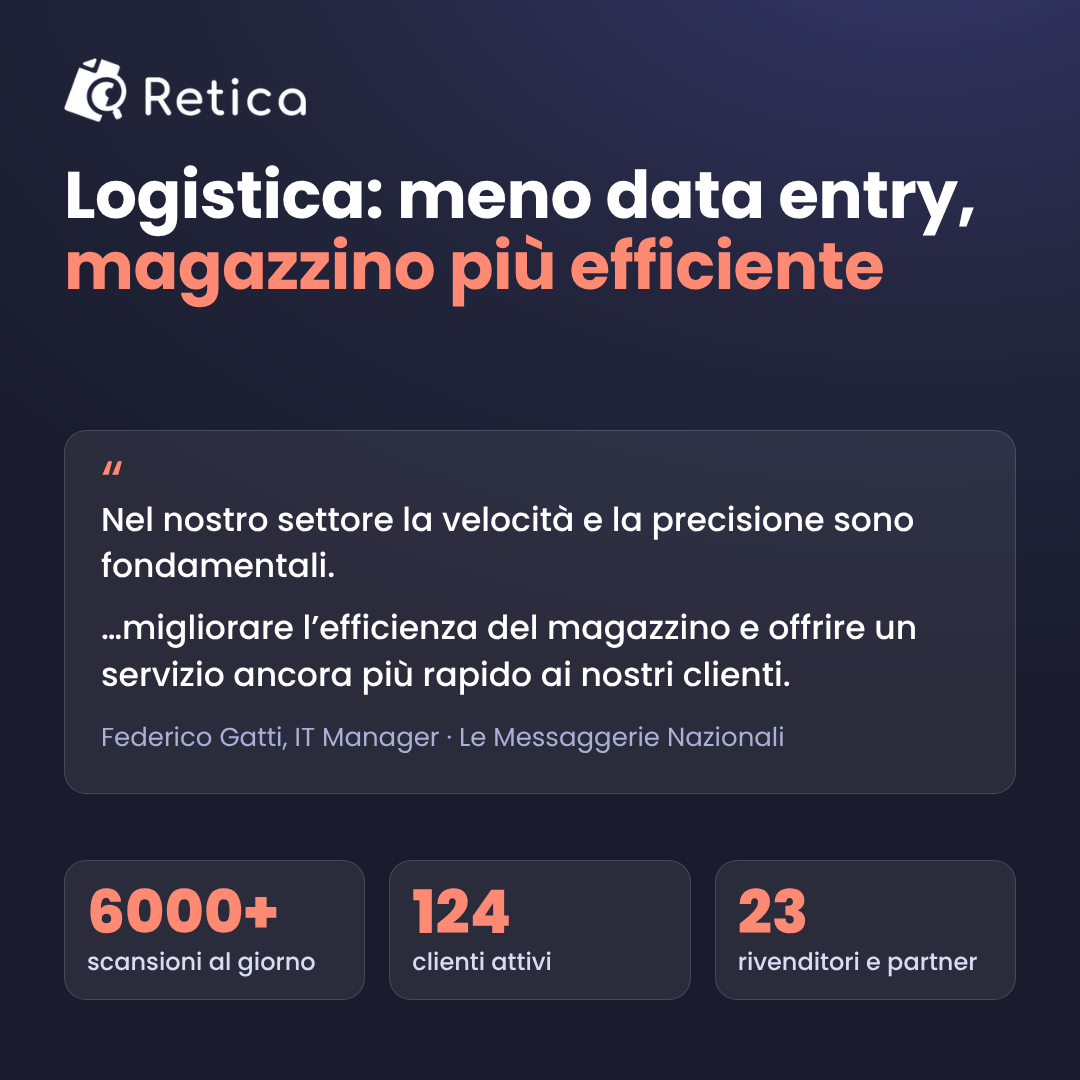 Retica
Logistica: meno data entry,
magazzino più efficiente
“
Nel nostro settore la velocità e la precisione sono
fondamentali.
…migliorare l’efficienza del magazzino e offrire un
servizio ancora più rapido ai nostri clienti.
Federico Gatti, IT Manager · Le Messaggerie Nazionali
6000+
scansioni al giorno
124
clienti attivi
23
rivenditori e partner